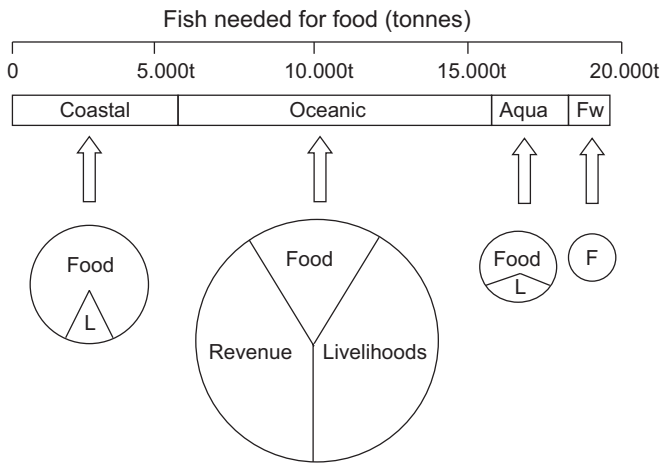 Fish needed for food (tonnes)
0 5.000t 10.000t 15.000t 20.000t
Coastal Oceanic Aqua Fw
Food
L
Food
Revenue Livelihoods
Food
L
F